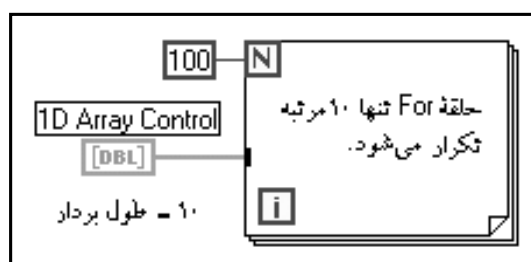 100
N
حلقهٔ For تنها ۱۰ مرتبه
تکرار می‌شود.
1D Array Control
[DBL]
۱۰ = طول بردار
i